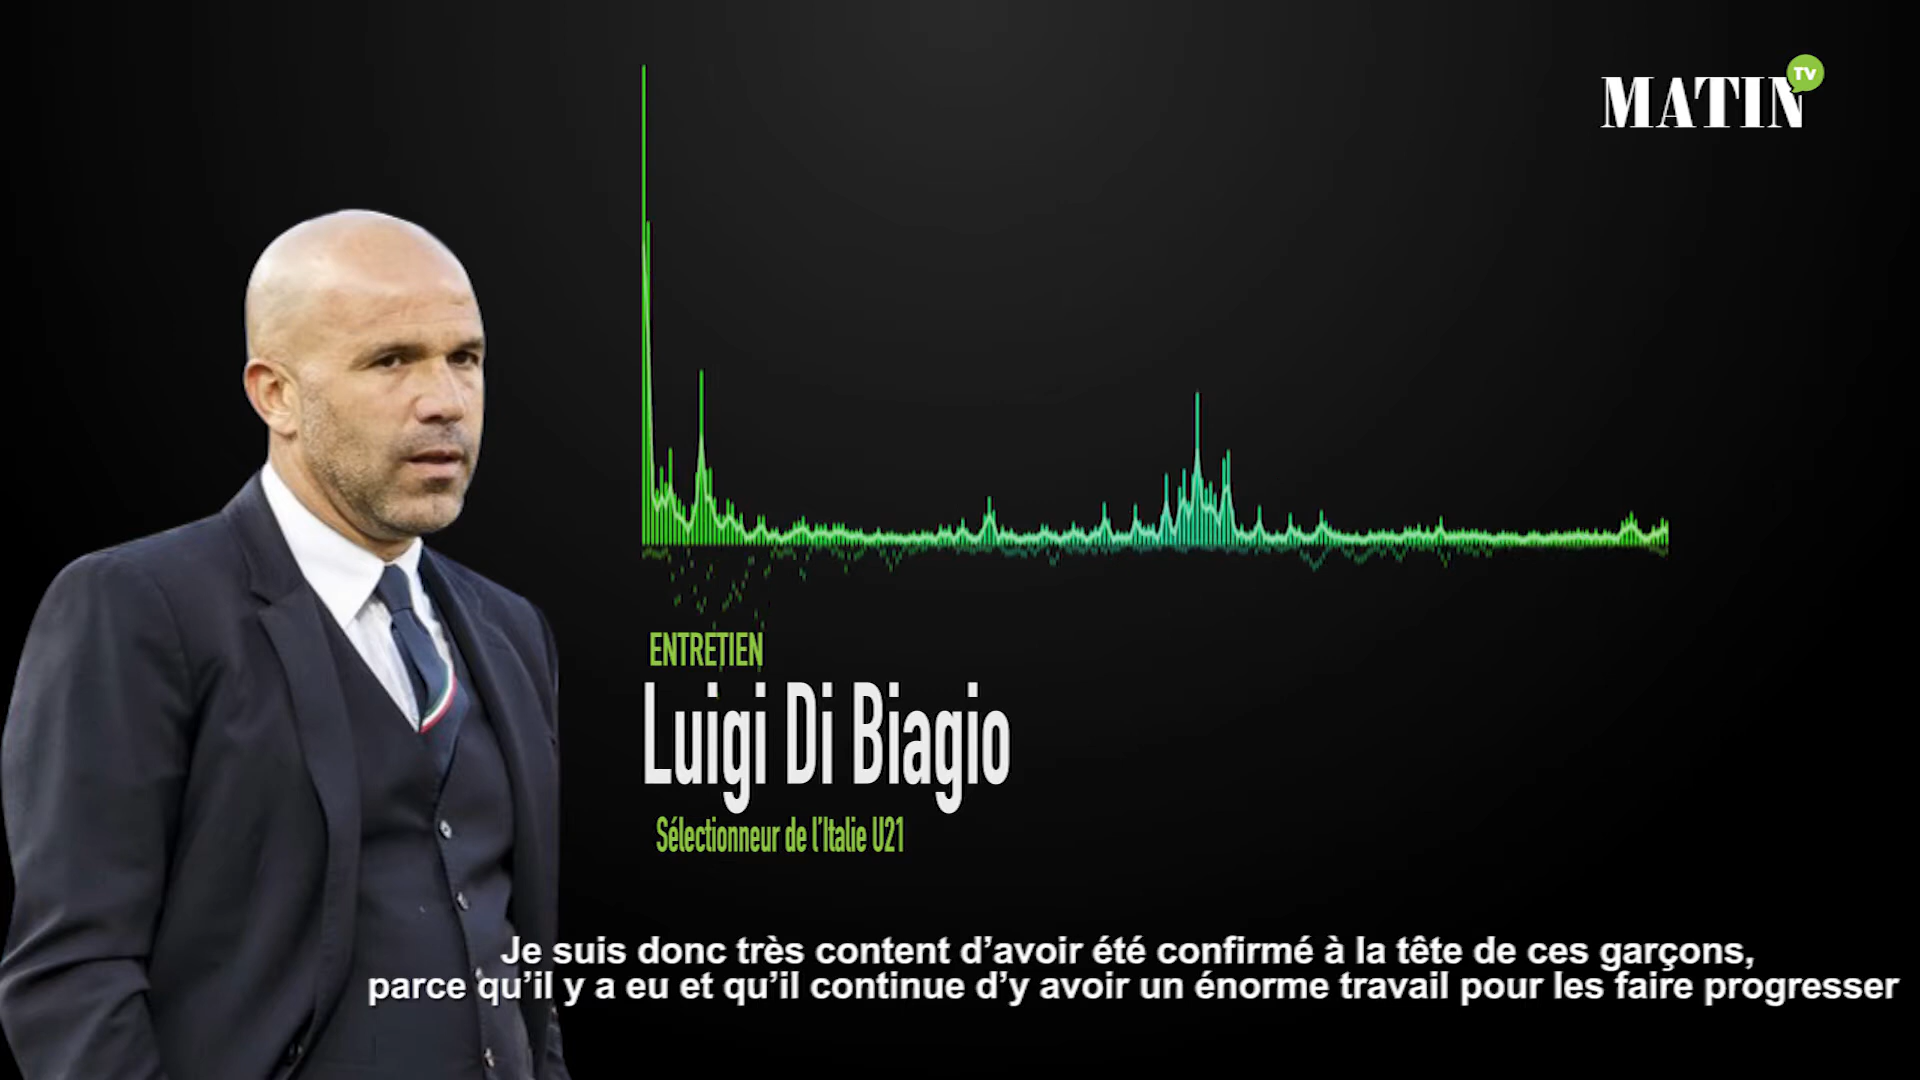 MATIN TV
ENTRETIEN
Luigi Di Biagio
Sélectionneur de l'Italie U21
Je suis donc très content d’avoir été confirmé à la tête de ces garçons,
parce qu’il y a eu et qu’il continue d’y avoir un énorme travail pour les faire progresser